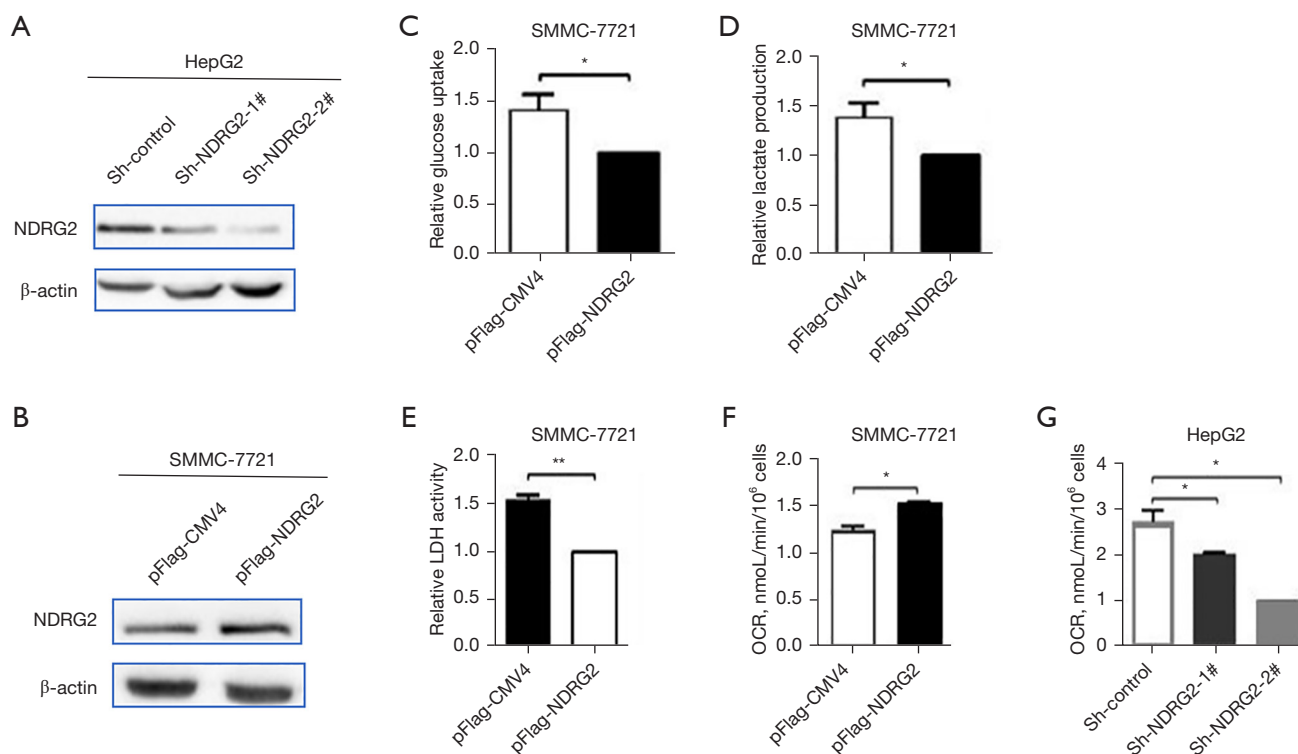 A
HepG2
Sh-control
Sh-NDRG2-1#
Sh-NDRG2-2#
NDRG2
β-actin
B
SMMC-7721
pFlag-CMV4
pFlag-NDRG2
NDRG2
β-actin
C
SMMC-7721
Relative glucose uptake
2.0
1.5
1.0
0.5
0.0
*
pFlag-CMV4
pFlag-NDRG2
D
SMMC-7721
Relative lactate production
2.0
1.5
1.0
0.5
0.0
*
pFlag-CMV4
pFlag-NDRG2
E
SMMC-7721
Relative LDH activity
2.0
1.5
1.0
0.5
0.0
**
pFlag-CMV4
pFlag-NDRG2
F
SMMC-7721
OCR, nmoL/min/10⁶ cells
2.0
1.5
1.0
0.5
0.0
*
pFlag-CMV4
pFlag-NDRG2
G
HepG2
OCR, nmoL/min/10⁶ cells
4
3
2
1
0
*
*
Sh-control
Sh-NDRG2-1#
Sh-NDRG2-2#